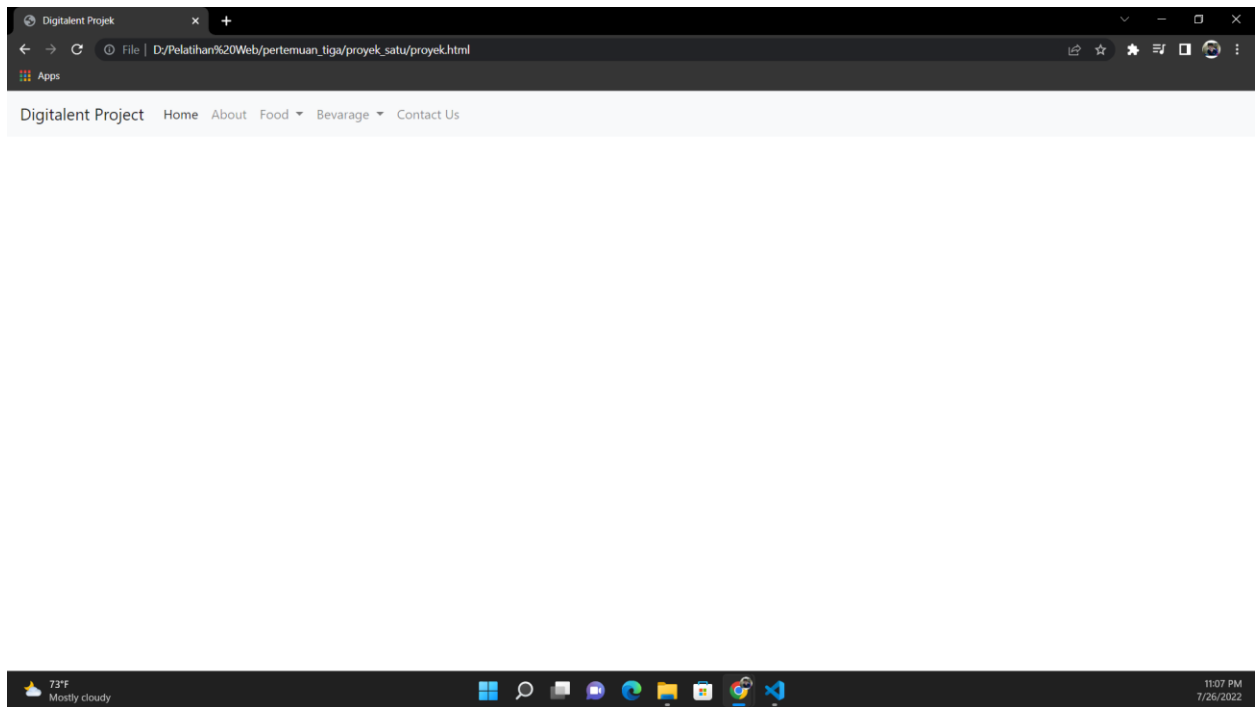 Digitalent Projek
File | D:/Pelatihan%20Web/pertemuan_tiga/proyek_satu/proyek.html
Apps
Digitalent Project Home About Food Bevarage Contact Us
73°F
Mostly cloudy
11:07 PM
7/26/2022